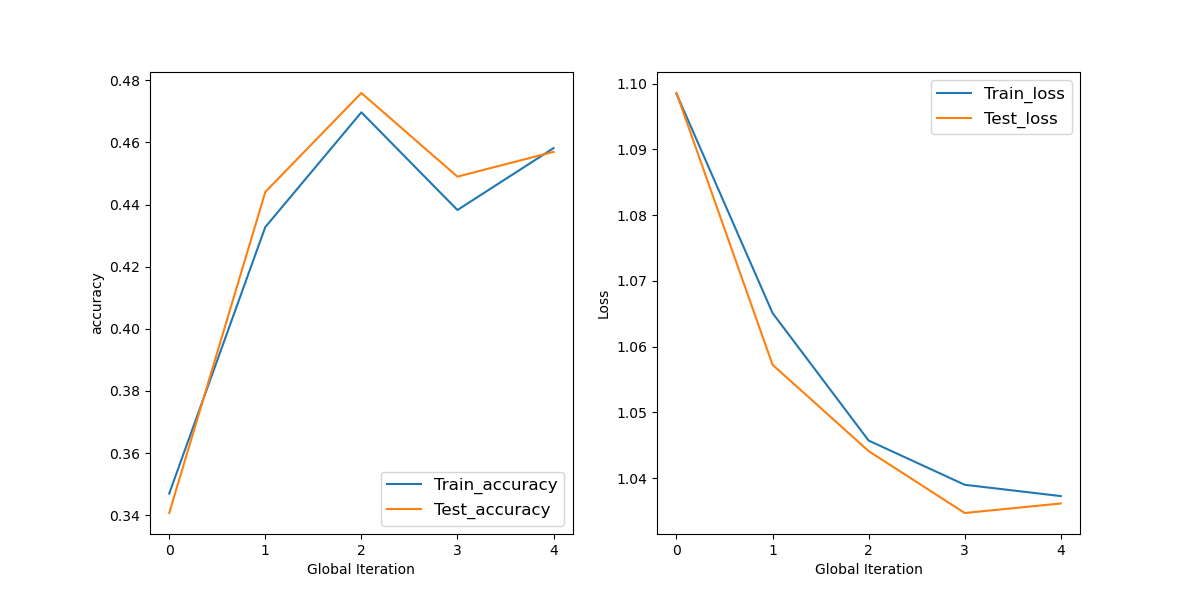 0.48
0.46
0.44
0.42
0.40
0.38
0.36
0.34
accuracy
0 1 2 3 4
Global Iteration
Train_accuracy
Test_accuracy
1.10
1.09
1.08
1.07
1.06
1.05
1.04
Loss
0 1 2 3 4
Global Iteration
Train_loss
Test_loss